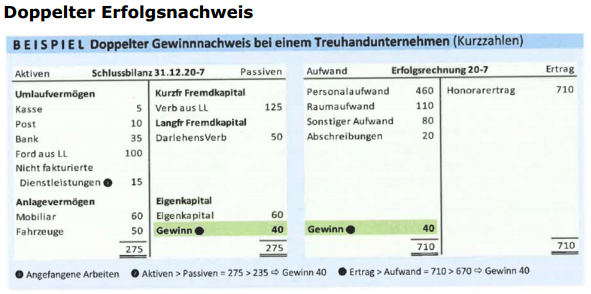 Doppelter Erfolgsnachweis
BEISPIEL Doppelter Gewinnnachweis bei einem Treuhandunternehmen (Kurzzahlen)
Aktiven Schlussbilanz 31.12.20-7 Passiven
Umlaufvermögen Kurzfr Fremdkapital
Kasse 5 Verb aus LL 125
Post 10 Langfr Fremdkapital
Bank 35 DarlehensVerb 50
Ford aus LL 100
Nicht fakturierte
Dienstleistungen ❶ 15
Anlagevermögen Eigenkapital
Mobiliar 60 Eigenkapital 60
Fahrzeuge 50 Gewinn 40
275 275
Aufwand Erfolgsrechnung 20-7 Ertrag
Personalaufwand 460 Honorarertrag 710
Raumaufwand 110
Sonstiger Aufwand 80
Abschreibungen 20
Gewinn 40
710 710
❶ Angefangene Arbeiten ❷ Aktiven > Passiven = 275 > 235 ⇨ Gewinn 40 ❸ Ertrag > Aufwand = 710 > 670 ⇨ Gewinn 40